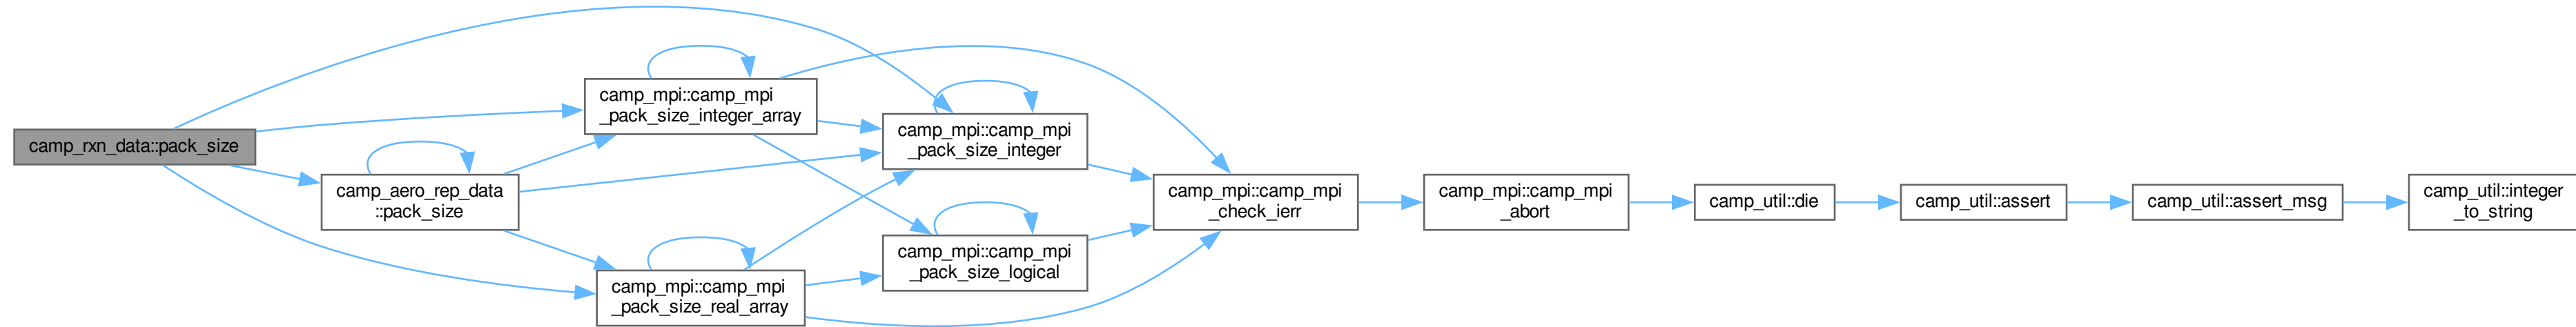 camp_rxn_data::pack_size
camp_aero_rep_data
::pack_size
camp_mpi::camp_mpi
_pack_size_integer_array
camp_mpi::camp_mpi
_pack_size_real_array
camp_mpi::camp_mpi
_pack_size_integer
camp_mpi::camp_mpi
_pack_size_logical
camp_mpi::camp_mpi
_check_ierr
camp_mpi::camp_mpi
_abort
camp_util::die
camp_util::assert
camp_util::assert_msg
camp_util::integer
_to_string